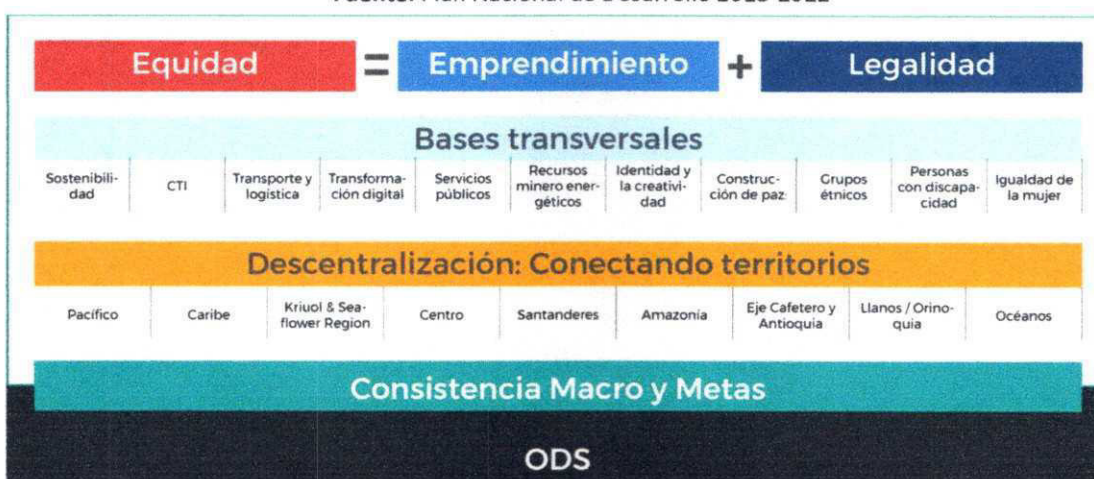 Equidad = Emprendimiento + Legalidad
Bases transversales
Sostenibili-
dad
CTI
Transporte y
logística
Transforma-
ción digital
Servicios
públicos
Recursos
minero ener-
géticos
Identidad y
la creativi-
dad
Construc-
ción de paz
Grupos
étnicos
Personas
con discapa-
cidad
Igualdad de
la mujer
Descentralización: Conectando territorios
Pacífico
Caribe
Kriuol & Sea-
flower Region
Centro
Santanderes
Amazonía
Eje Cafetero y
Antioquia
Llanos / Orino-
quia
Océanos
Consistencia Macro y Metas
ODS